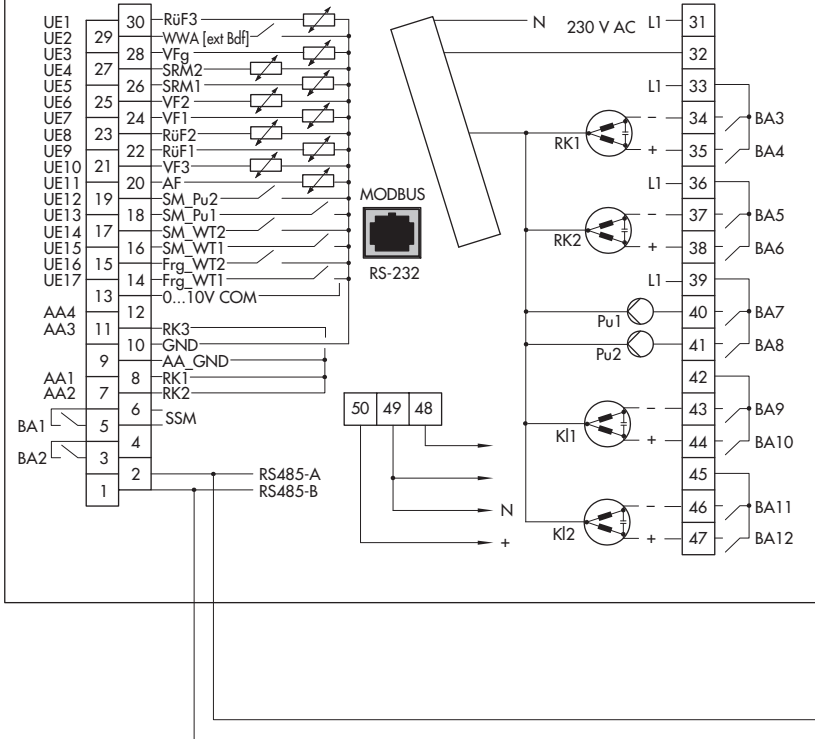 UE1 30 RüF3
UE2 29 WWA [ext Bdf]
UE3 28 VFg
UE4 27 SRM2
UE5 26 SRM1
UE6 25 VF2
UE7 24 VF1
UE8 23 RüF2
UE9 22 RüF1
UE10 21 VF3
UE11 20 AF
UE12 19 SM_Pu2
UE13 18 SM_Pu1
UE14 17 SM_WT2
UE15 16 SM_WT1
UE16 15 Frg_WT2
UE17 14 Frg_WT1
13 0...10V COM
AA4 12
AA3 11 RK3
10 GND
9 AA_GND
AA1 8 RK1
AA2 7 RK2
6 SSM
BA1 5
4
BA2 3
2 RS485-A
1 RS485-B
MODBUS
RS-232
50 49 48
N
+
N 230 V AC L1 31
32
L1 33
RK1 - 34 BA3
+ 35 BA4
L1 36
RK2 - 37 BA5
+ 38 BA6
L1 39
Pu1 40 BA7
Pu2 41 BA8
42
Kl1 - 43 BA9
+ 44 BA10
45
Kl2 - 46 BA11
+ 47 BA12